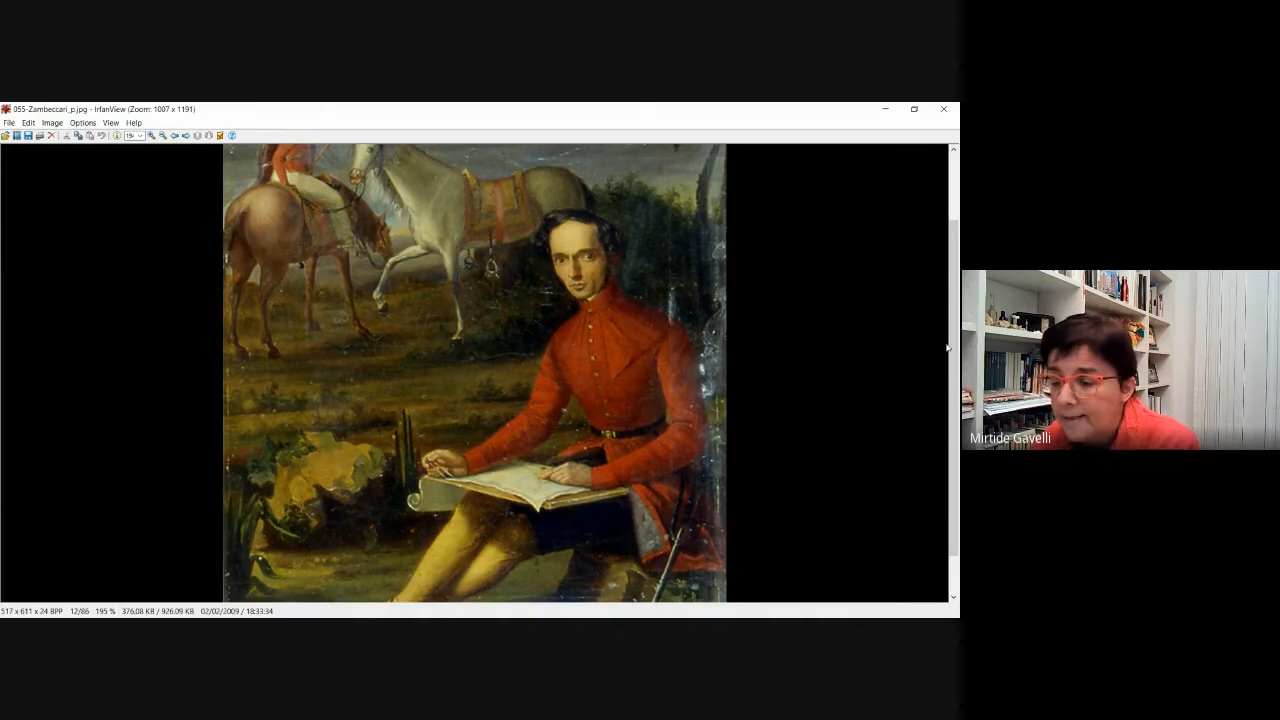 055-Zambeccari_p.jpg - IrfanView (Zoom: 1007 x 1191)
File Edit Image Options View Help
517 x 611 x 24 BPP 12/86 195 % 376.08 KB / 926.09 KB 02/02/2009 / 18:33:34
Mirtide Gavelli